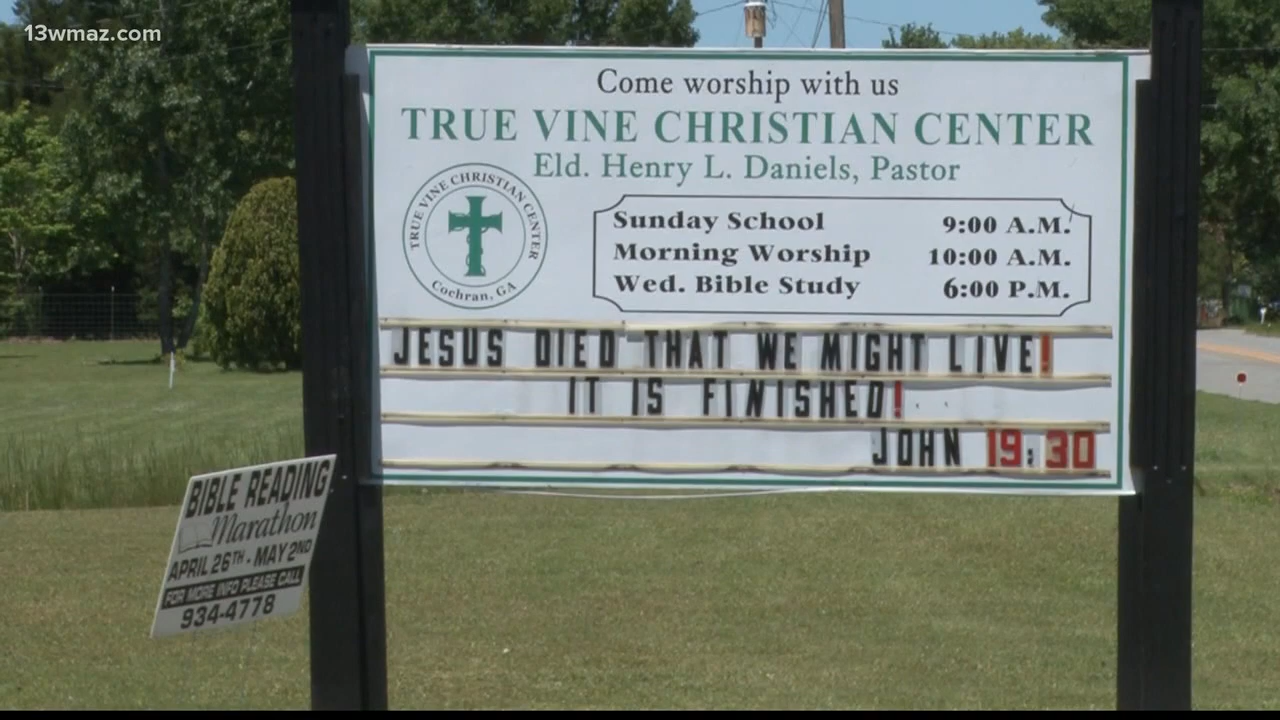 13wmaz.com
Come worship with us
TRUE VINE CHRISTIAN CENTER
Eld. Henry L. Daniels, Pastor
TRUE VINE CHRISTIAN CENTER
Cochran, GA
Sunday School 9:00 A.M.
Morning Worship 10:00 A.M.
Wed. Bible Study 6:00 P.M.
JESUS DIED THAT WE MIGHT LIVE!
IT IS FINISHED!
JOHN 19:30
BIBLE READING
Marathon
APRIL 26TH - MAY 2ND
FOR MORE INFO PLEASE CALL
934-4778